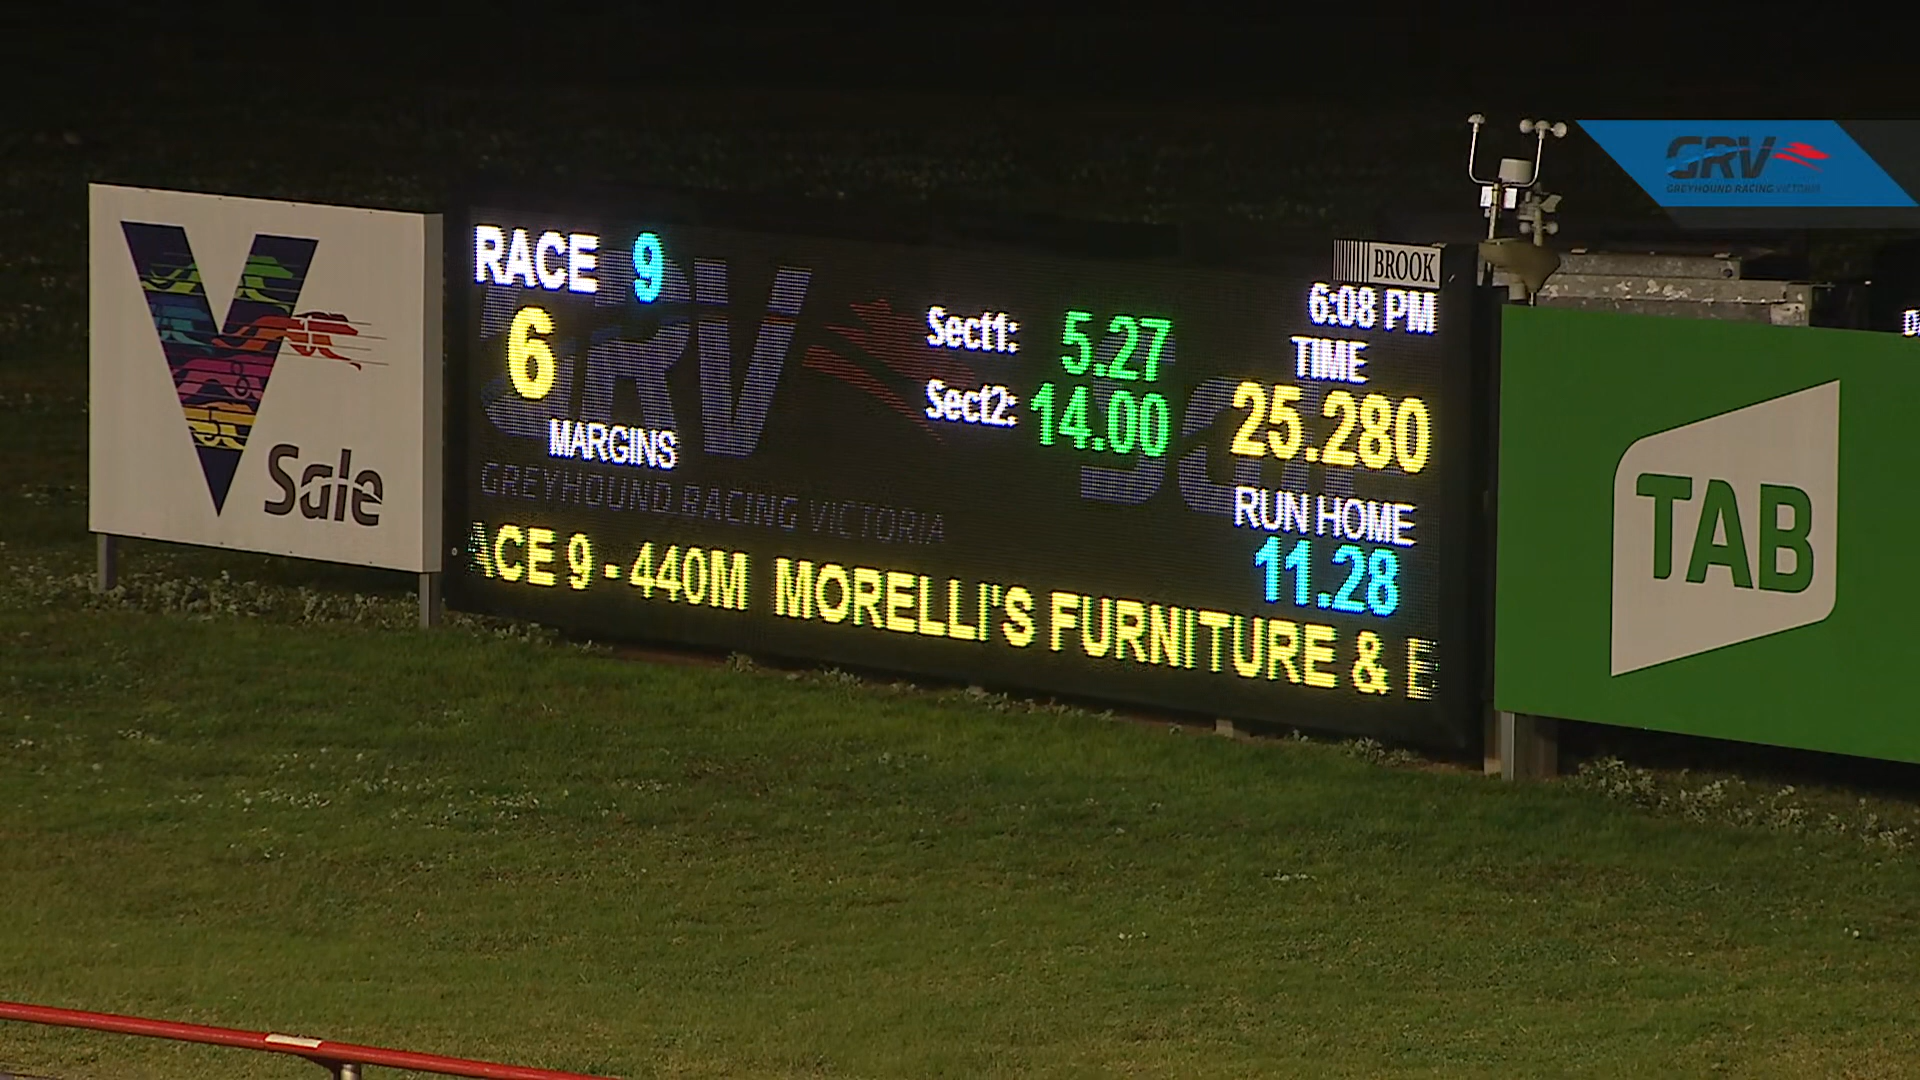 GRV
GREYHOUND RACING VICTORIA
BROOK
RACE 9
6:08 PM
6
Sect1: 5.27
TIME
Sect2: 14.00
25.280
MARGINS
GRV
GREYHOUND RACING VICTORIA
RUN HOME
11.28
ACE 9 - 440M MORELLI'S FURNITURE &
V
Sale
TAB